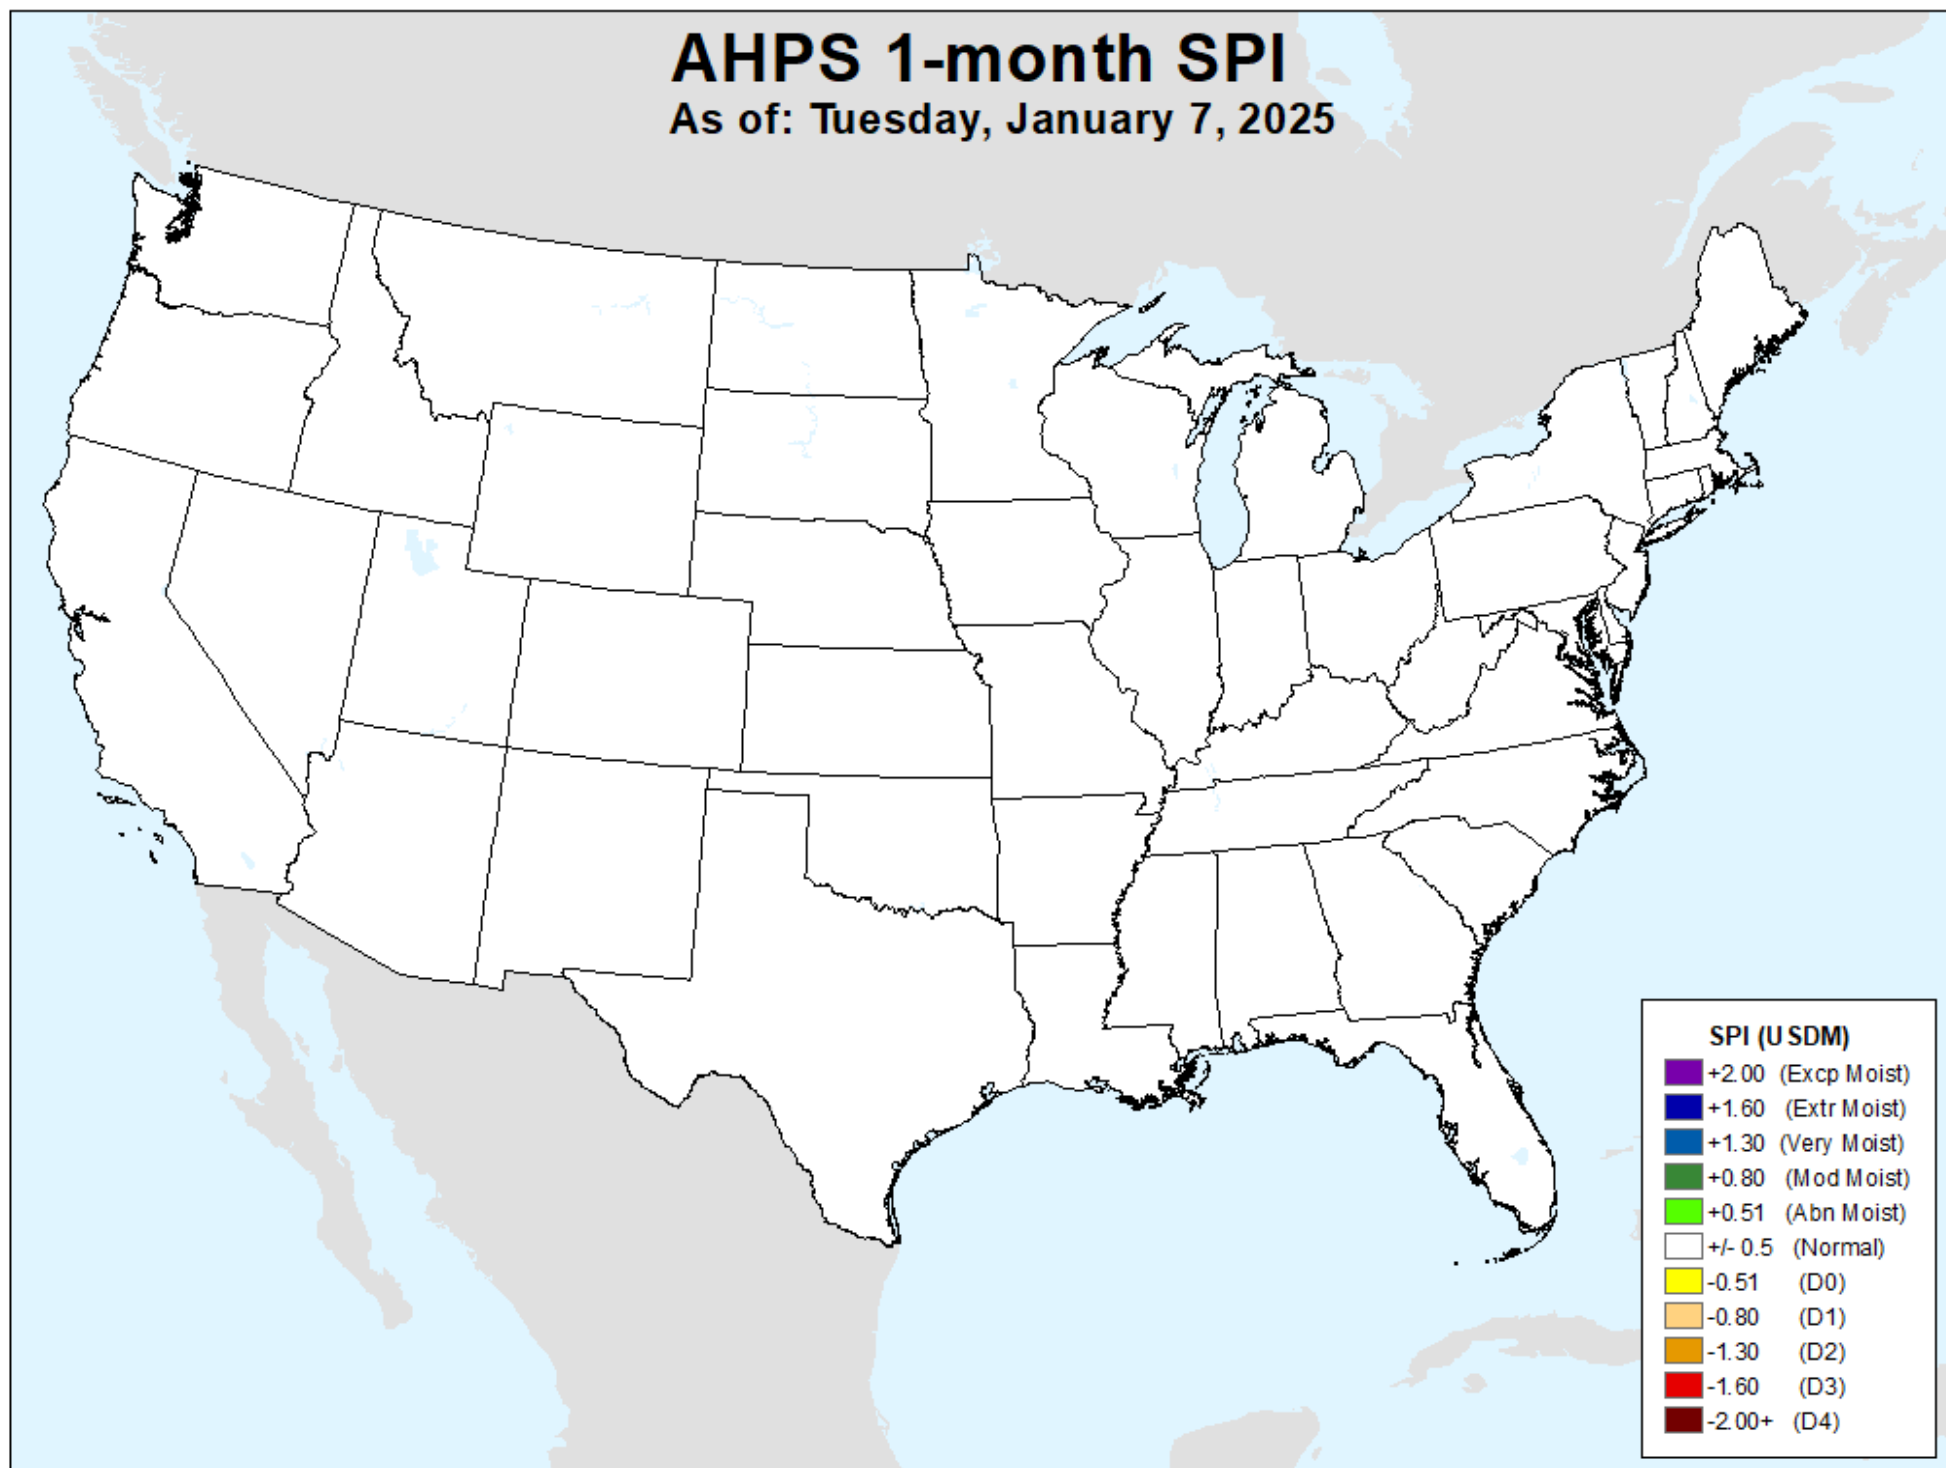 AHPS 1-month SPI
As of: Tuesday, January 7, 2025
SPI (USDM)
+2.00 (Excp Moist)
+1.60 (Extr Moist)
+1.30 (Very Moist)
+0.80 (Mod Moist)
+0.51 (Abn Moist)
+/- 0.5 (Normal)
-0.51 (D0)
-0.80 (D1)
-1.30 (D2)
-1.60 (D3)
-2.00+ (D4)